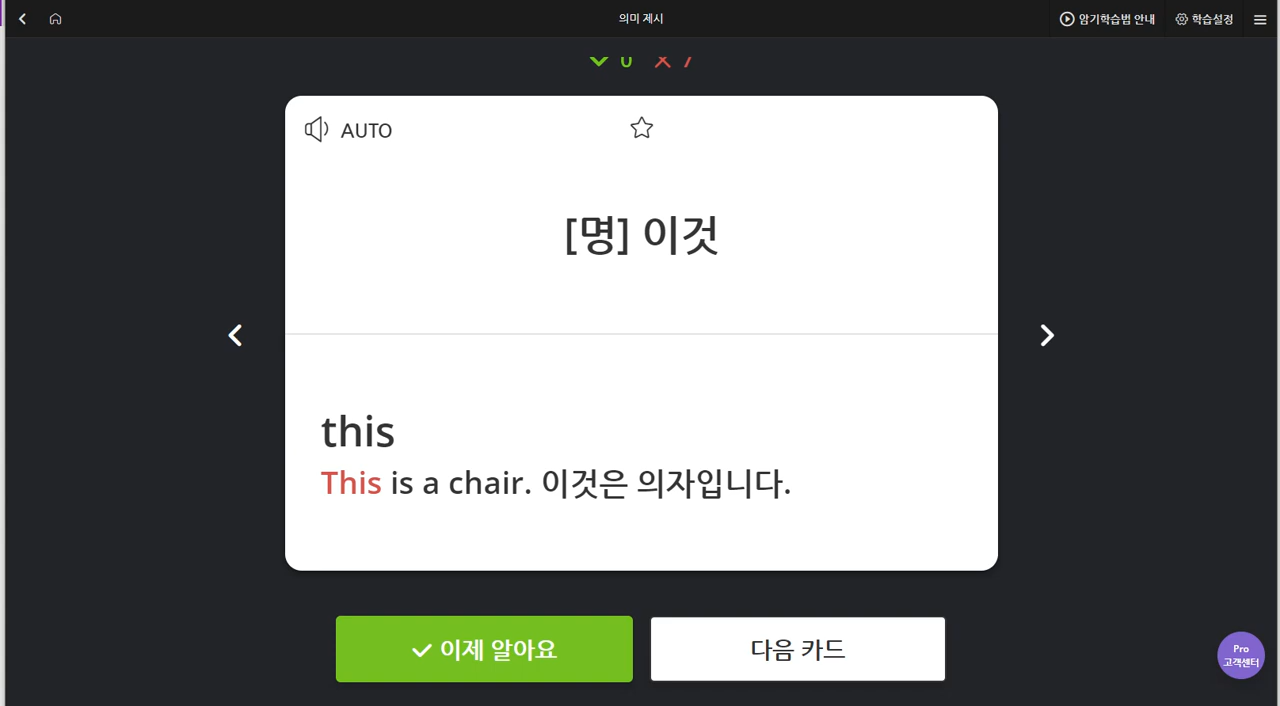 의미 제시
암기학습법 안내
학습설정
AUTO
[명] 이것
this
This is a chair. 이것은 의자입니다.
이제 알아요
다음 카드
Pro
고객센터